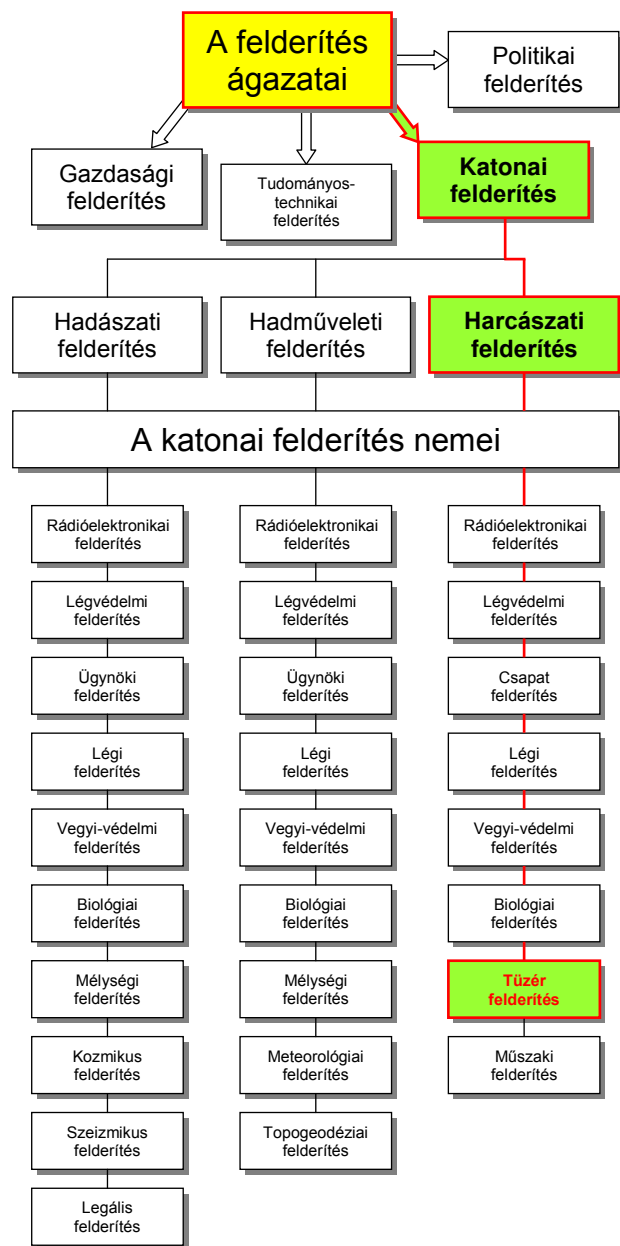 A felderítés
ágazatai
Politikai
felderítés
Gazdasági
felderítés
Tudományos-
technikai
felderítés
Katonai
felderítés
Hadászati
felderítés
Hadműveleti
felderítés
Harcászati
felderítés
A katonai felderítés nemei
Rádióelektronikai
felderítés
Légvédelmi
felderítés
Ügynöki
felderítés
Légi
felderítés
Vegyi-védelmi
felderítés
Biológiai
felderítés
Mélységi
felderítés
Kozmikus
felderítés
Szeizmikus
felderítés
Legális
felderítés
Rádióelektronikai
felderítés
Légvédelmi
felderítés
Ügynöki
felderítés
Légi
felderítés
Vegyi-védelmi
felderítés
Biológiai
felderítés
Mélységi
felderítés
Meteorológiai
felderítés
Topogeodéziai
felderítés
Rádióelektronikai
felderítés
Légvédelmi
felderítés
Csapat
felderítés
Légi
felderítés
Vegyi-védelmi
felderítés
Biológiai
felderítés
Tüzér
felderítés
Műszaki
felderítés